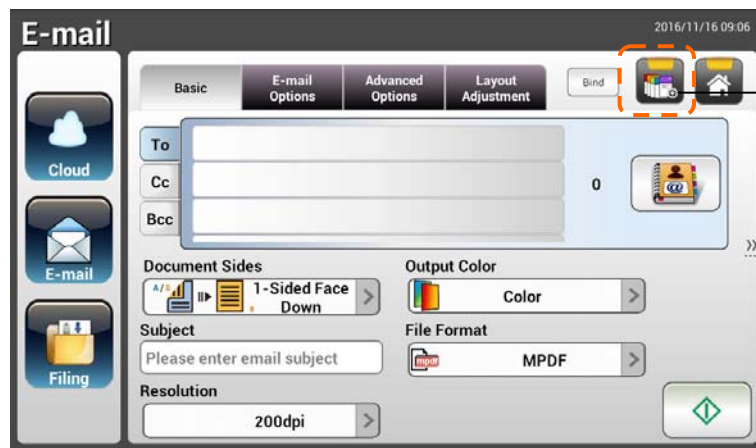 E-mail
2016/11/16 09:06
Basic
E-mail
Options
Advanced
Options
Layout
Adjustment
Bind
Cloud
E-mail
Filing
To
Cc
Bcc
0
@
Document Sides
Output Color
1-Sided Face
Down
Color
Subject
File Format
Please enter email subject
mpdf
MPDF
Resolution
200dpi